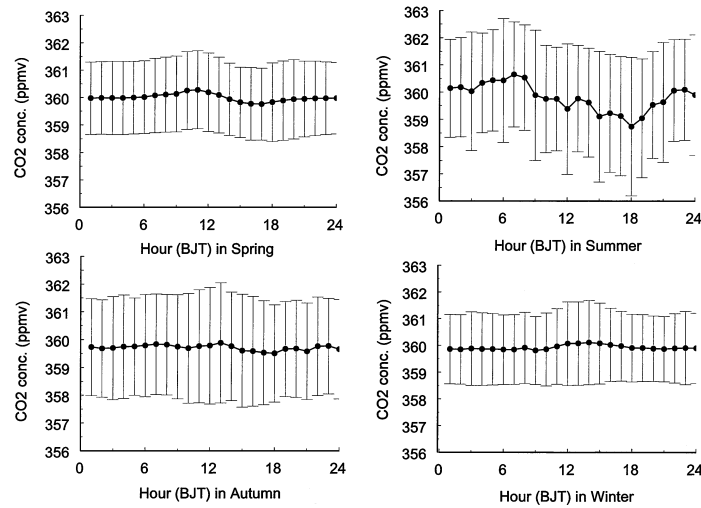 363
362
361
360
359
358
357
356
CO2 conc. (ppmv)
0 6 12 18 24
Hour (BJT) in Spring
363
362
361
360
359
358
357
356
CO2 conc. (ppmv)
0 6 12 18 24
Hour (BJT) in Summer
363
362
361
360
359
358
357
356
CO2 conc. (ppmv)
0 6 12 18 24
Hour (BJT) in Autumn
363
362
361
360
359
358
357
356
CO2 conc. (ppmv)
0 6 12 18 24
Hour (BJT) in Winter